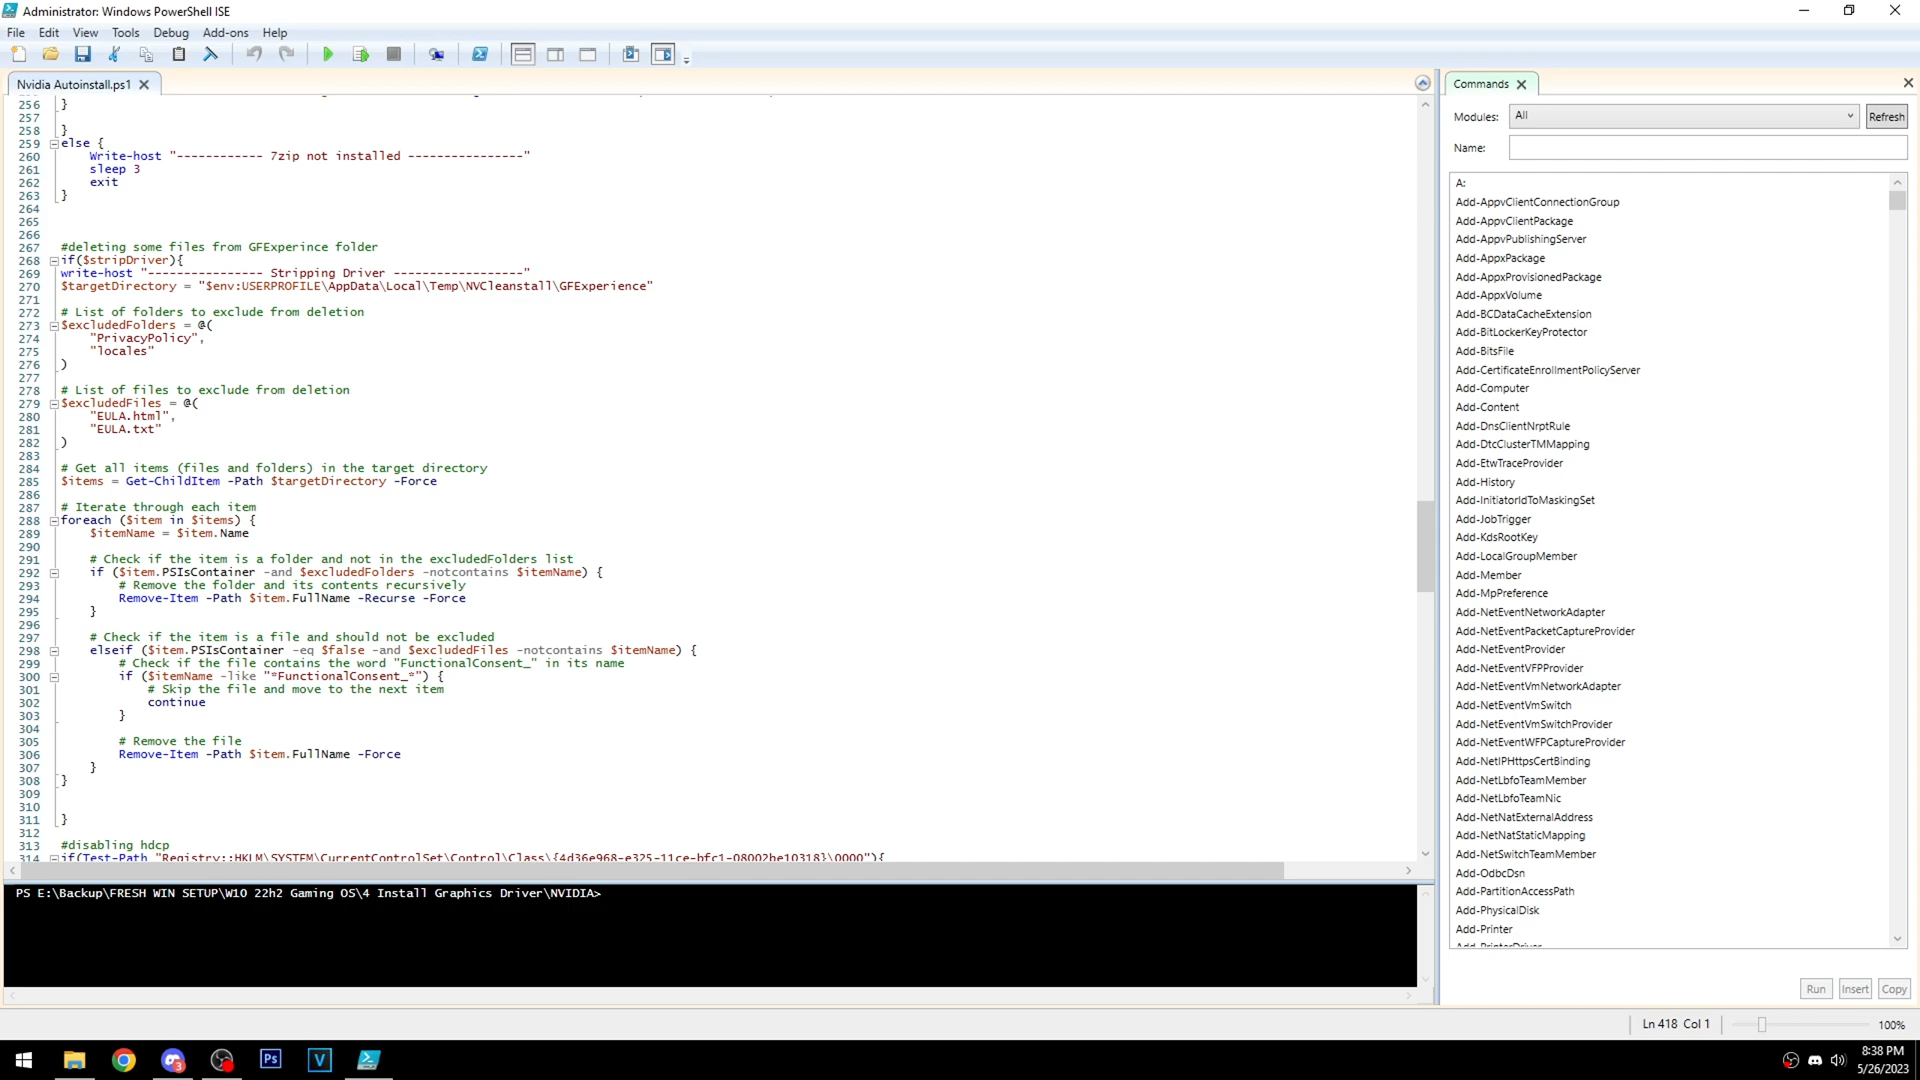 Administrator: Windows PowerShell ISE
File Edit View Tools Debug Add-ons Help
Nvidia Autoinstall.ps1
256 }
257
258 }
259 else {
260 Write-host "------------ 7zip not installed ----------------"
261 sleep 3
262 exit
263 }
264
265
266
267 #deleting some files from GFExperince folder
268 if($stripDriver){
269 write-host "---------------- Stripping Driver ------------------"
270 $targetDirectory = "$env:USERPROFILE\AppData\Local\Temp\NVCleanstall\GFExperience"
271
272 # List of folders to exclude from deletion
273 $excludedFolders = @(
274 "PrivacyPolicy",
275 "locales"
276 )
277
278 # List of files to exclude from deletion
279 $excludedFiles = @(
280 "EULA.html",
281 "EULA.txt"
282 )
283
284 # Get all items (files and folders) in the target directory
285 $items = Get-ChildItem -Path $targetDirectory -Force
286
287 # Iterate through each item
288 foreach ($item in $items) {
289 $itemName = $item.Name
290
291 # Check if the item is a folder and not in the excludedFolders list
292 if ($item.PSIsContainer -and $excludedFolders -notcontains $itemName) {
293 # Remove the folder and its contents recursively
294 Remove-Item -Path $item.FullName -Recurse -Force
295 }
296
297 # Check if the item is a file and should not be excluded
298 elseif ($item.PSIsContainer -eq $false -and $excludedFiles -notcontains $itemName) {
299 # Check if the file contains the word "FunctionalConsent_" in its name
300 if ($itemName -like "*FunctionalConsent_*") {
301 # Skip the file and move to the next item
302 continue
303 }
304
305 # Remove the file
306 Remove-Item -Path $item.FullName -Force
307 }
308 }
309
310
311 }
312
313 #disabling hdcp
314 if(Test-Path "Registry::HKLM\SYSTEM\CurrentControlSet\Control\Class\{4d36e968-e325-11ce-bfc1-08002be10318}\0000"){
PS E:\Backup\FRESH WIN SETUP\W10 22h2 Gaming OS\4 Install Graphics Driver\NVIDIA>
Commands
Modules: All Refresh
Name:
A:
Add-AppvClientConnectionGroup
Add-AppvClientPackage
Add-AppvPublishingServer
Add-AppxPackage
Add-AppxProvisionedPackage
Add-AppxVolume
Add-BCDataCacheExtension
Add-BitLockerKeyProtector
Add-BitsFile
Add-CertificateEnrollmentPolicyServer
Add-Computer
Add-Content
Add-DnsClientNrptRule
Add-DtcClusterTMMapping
Add-EtwTraceProvider
Add-History
Add-InitiatorIdToMaskingSet
Add-JobTrigger
Add-KdsRootKey
Add-LocalGroupMember
Add-Member
Add-MpPreference
Add-NetEventNetworkAdapter
Add-NetEventPacketCaptureProvider
Add-NetEventProvider
Add-NetEventVFPProvider
Add-NetEventVmNetworkAdapter
Add-NetEventVmSwitch
Add-NetEventVmSwitchProvider
Add-NetEventWFPCaptureProvider
Add-NetIPHttpsCertBinding
Add-NetLbfoTeamMember
Add-NetLbfoTeamNic
Add-NetNatExternalAddress
Add-NetNatStaticMapping
Add-NetSwitchTeamMember
Add-OdbcDsn
Add-PartitionAccessPath
Add-PhysicalDisk
Add-Printer
Add-PrinterDriver
Run Insert Copy
Ln 418 Col 1 100%
3 Ps V
8:38 PM
5/26/2023